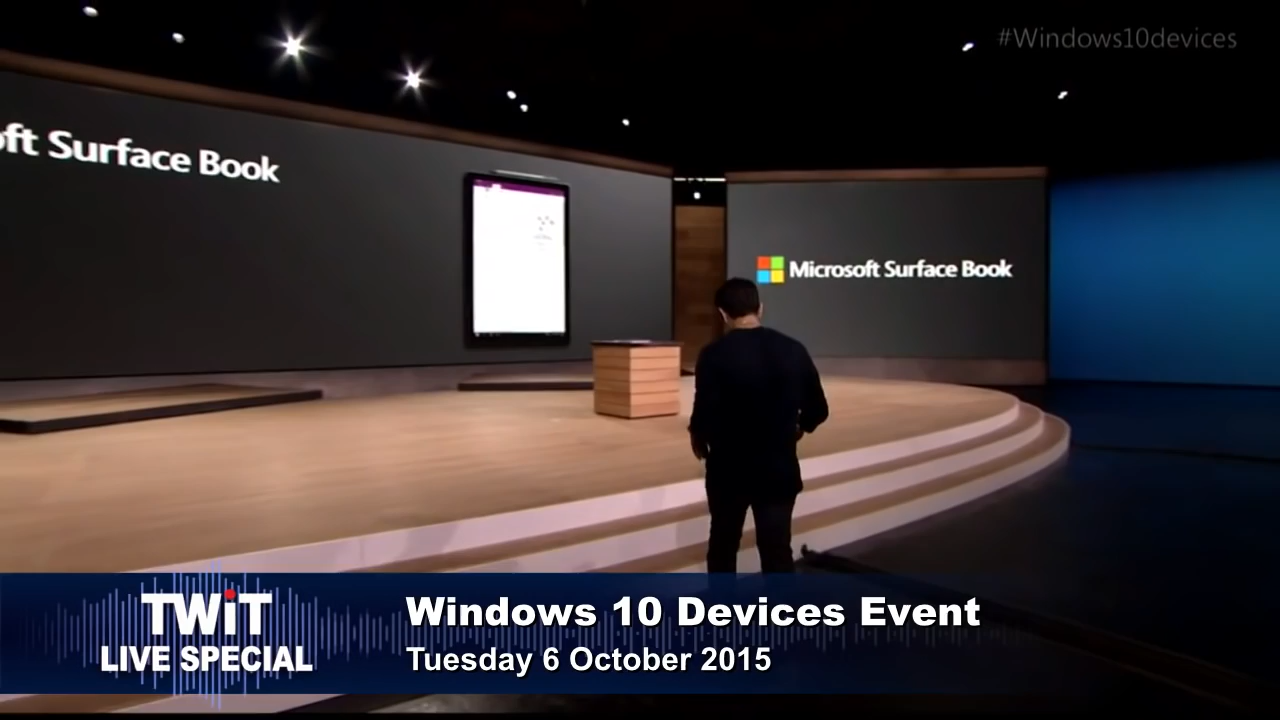 #Windows10devices
oft Surface Book
Microsoft Surface Book
TWiT
LIVE SPECIAL
Windows 10 Devices Event
Tuesday 6 October 2015